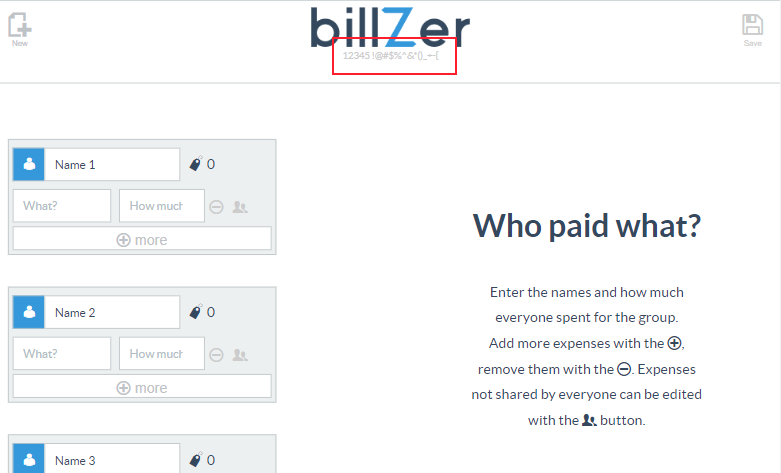 New
billZer
Save
12345 !@#$%^&*()_+-{
Name 1
0
What?
How much
more
Name 2
0
What?
How much
more
Name 3
0
Who paid what?
Enter the names and how much
everyone spent for the group.
Add more expenses with the ⊕,
remove them with the ⊖. Expenses
not shared by everyone can be edited
with the 👥 button.